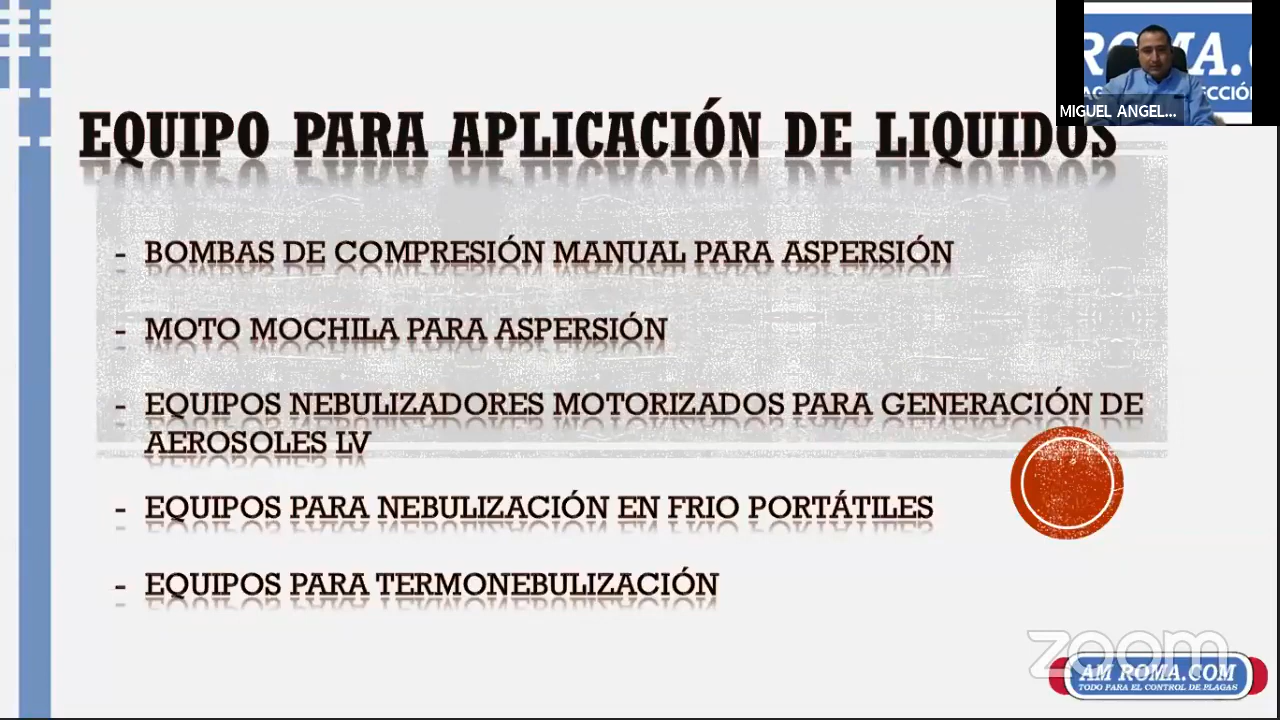 ROMA.C
CCIÓN
MIGUEL ANGEL...
EQUIPO PARA APLICACIÓN DE LIQUIDOS
- BOMBAS DE COMPRESIÓN MANUAL PARA ASPERSIÓN
- MOTO MOCHILA PARA ASPERSIÓN
- EQUIPOS NEBULIZADORES MOTORIZADOS PARA GENERACIÓN DE
AEROSOLES LV
- EQUIPOS PARA NEBULIZACIÓN EN FRIO PORTÁTILES
- EQUIPOS PARA TERMONEBULIZACIÓN
zoom
AM ROMA.COM
TODO PARA EL CONTROL DE PLAGAS